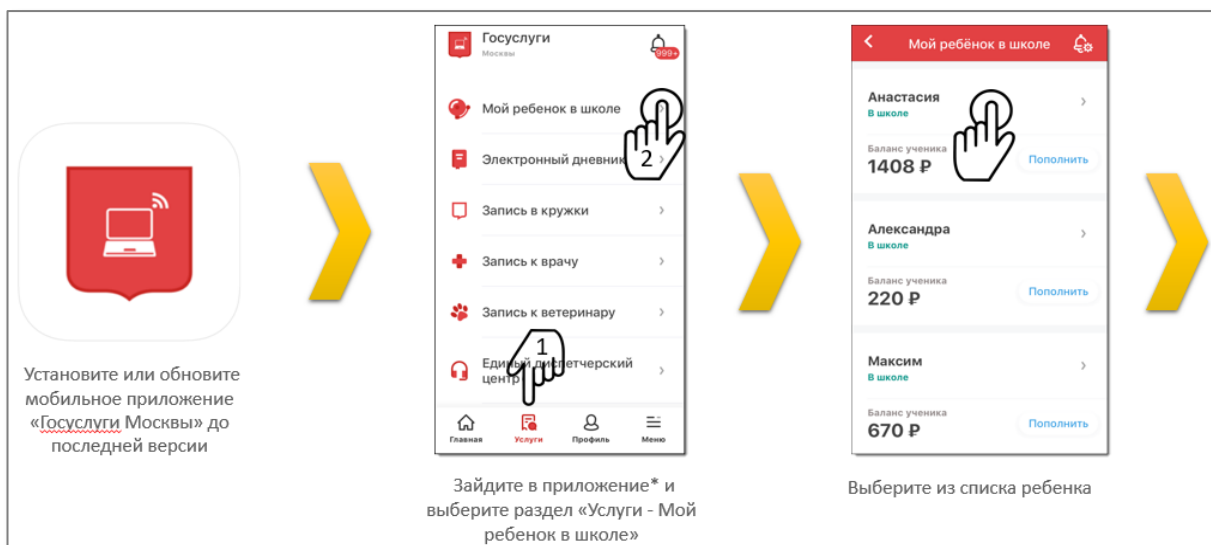 Установите или обновите
мобильное приложение
«Госуслуги Москвы» до
последней версии
Госуслуги
Москвы
999+
Мой ребенок в школе
Электронный дневник
2
Запись в кружки
Запись к врачу
Запись к ветеринару
1
Единый диспетчерский
центр
Главная
Услуги
Профиль
Меню
Зайдите в приложение* и
выберите раздел «Услуги - Мой
ребенок в школе»
Мой ребёнок в школе
Анастасия
В школе
Баланс ученика
1408 ₽
Пополнить
Александра
В школе
Баланс ученика
220 ₽
Пополнить
Максим
В школе
Баланс ученика
670 ₽
Пополнить
Выберите из списка ребенка